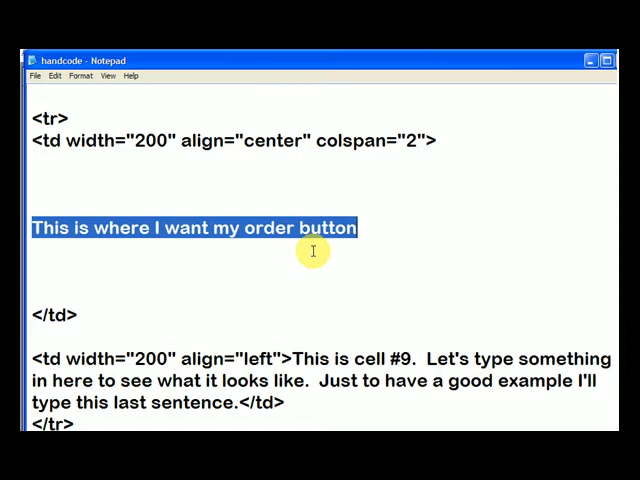 handcode - Notepad
File Edit Format View Help
<tr>
<td width="200" align="center" colspan="2">
This is where I want my order button
</td>
<td width="200" align="left">This is cell #9.  Let's type something
in here to see what it looks like.  Just to have a good example I'll
type this last sentence.</td>
</tr>